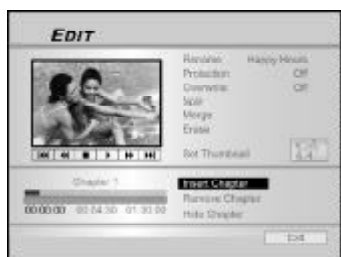 EDIT
Rename Happy Hours
Protection Off
Overwrite Off
Split
Merge
Erase
Set Thumbnail
Chapter 1
Insert Chapter
Remove Chapter
Hide Chapter
00:00:00 00:04:30 01:30:00
Exit